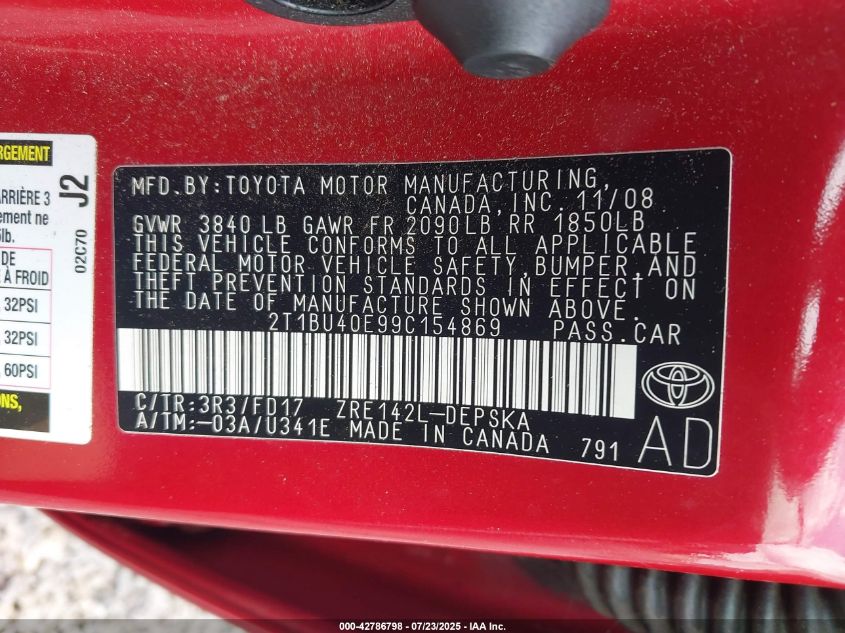 RGEMENT
ARRIÈRE 3
ement ne
lb.
DE
À FROID
32PSI
32PSI
60PSI
ONS,
J2
02C70
MFD.BY:TOYOTA MOTOR MANUFACTURING,
CANADA,INC. 11/08
GVWR 3840 LB GAWR FR 2090LB RR 1850LB
THIS VEHICLE CONFORMS TO ALL APPLICABLE
FEDERAL MOTOR VEHICLE SAFETY,BUMPER,AND
THEFT PREVENTION STANDARDS IN EFFECT ON
THE DATE OF MANUFACTURE SHOWN ABOVE.
2T1BU40E99C154869 PASS.CAR
C/TR:3R3/FD17 ZRE142L-DEPSKA
A/TM:-03A/U341E MADE IN CANADA 791
AD
000-42786798 - 07/23/2025 - IAA Inc.